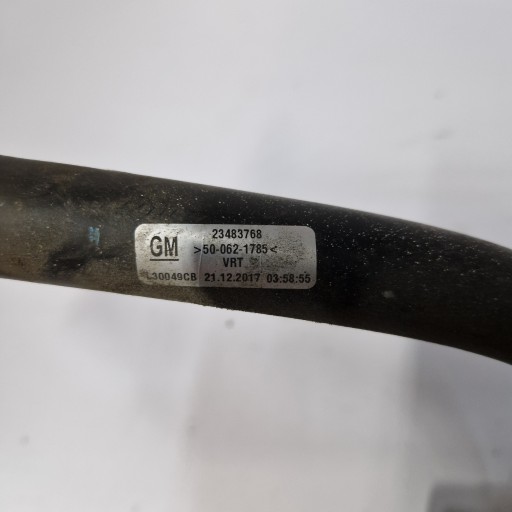 23483768
GM >50-062-1785<
VRT
L30049CB 21.12.2017 03:58:55
H